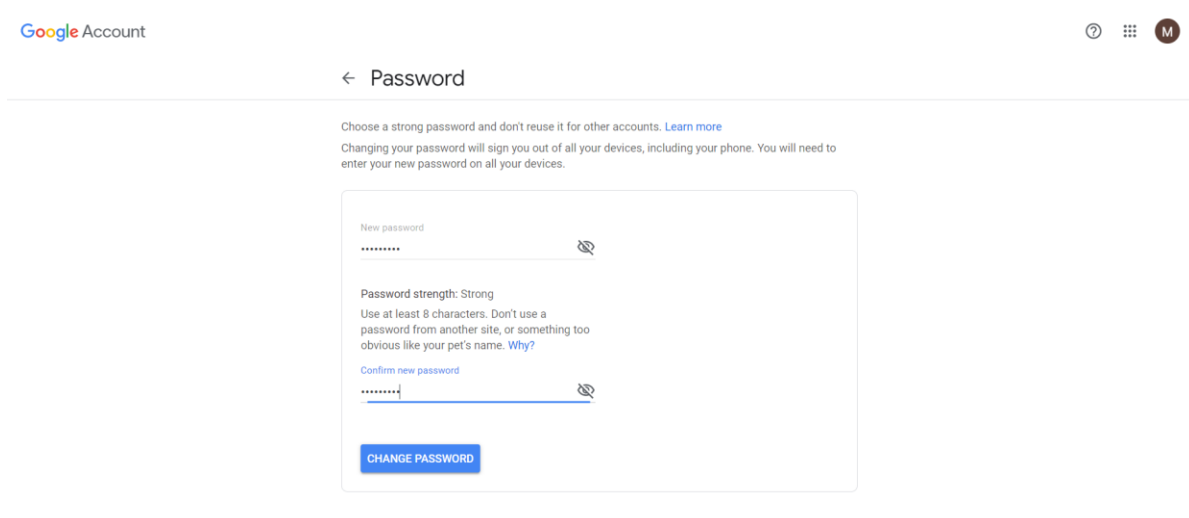 Google Account
M
Password
Choose a strong password and don't reuse it for other accounts. Learn more
Changing your password will sign you out of all your devices, including your phone. You will need to
enter your new password on all your devices.
New password
•••••••••
Password strength: Strong
Use at least 8 characters. Don't use a
password from another site, or something too
obvious like your pet's name. Why?
Confirm new password
•••••••••
CHANGE PASSWORD